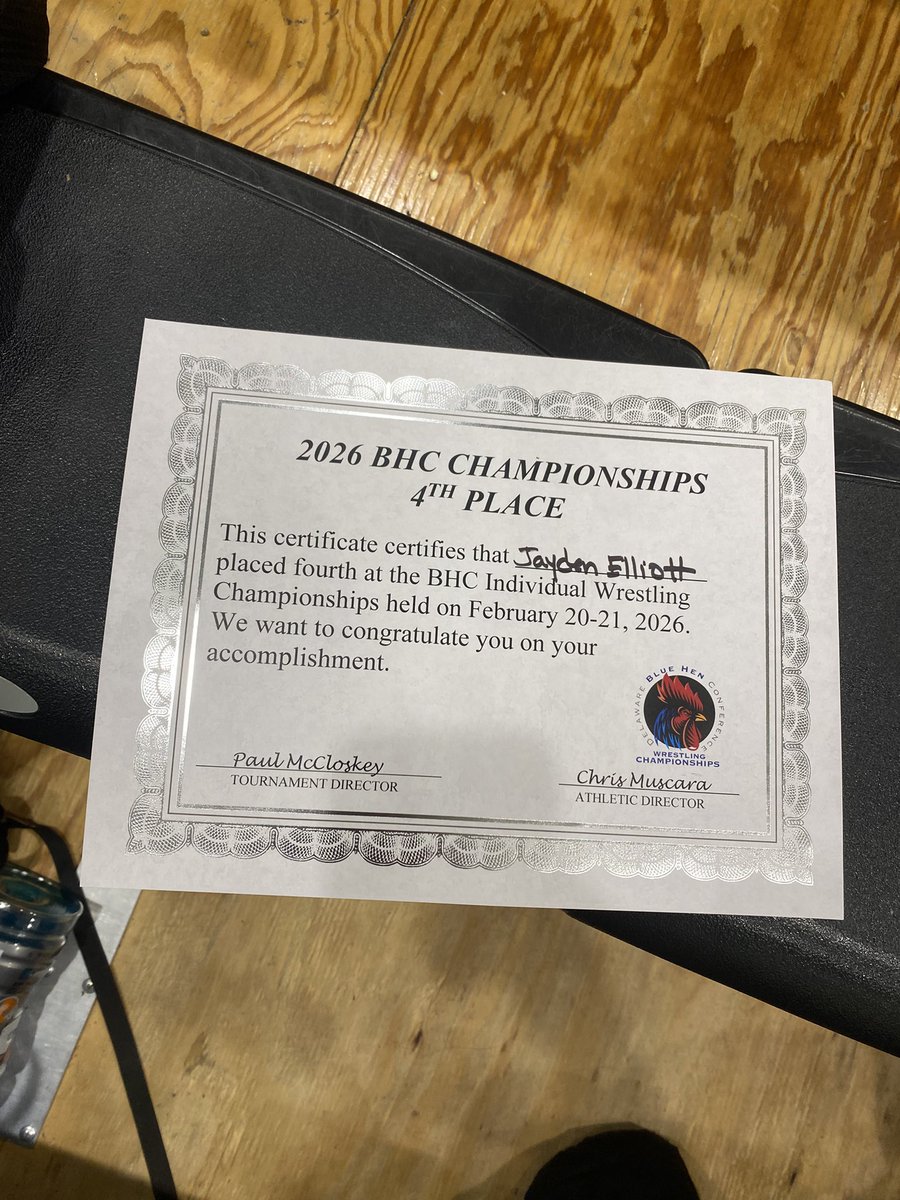 2026 BHC CHAMPIONSHIPS
4TH PLACE
This certificate certifies that Jayden Elliott
placed fourth at the BHC Individual Wrestling
Championships held on February 20-21, 2026.
We want to congratulate you on your
accomplishment.
DELAWARE BLUE HEN CONFERENCE
WRESTLING
CHAMPIONSHIPS
Paul McCloskey
TOURNAMENT DIRECTOR
Chris Muscara
ATHLETIC DIRECTOR